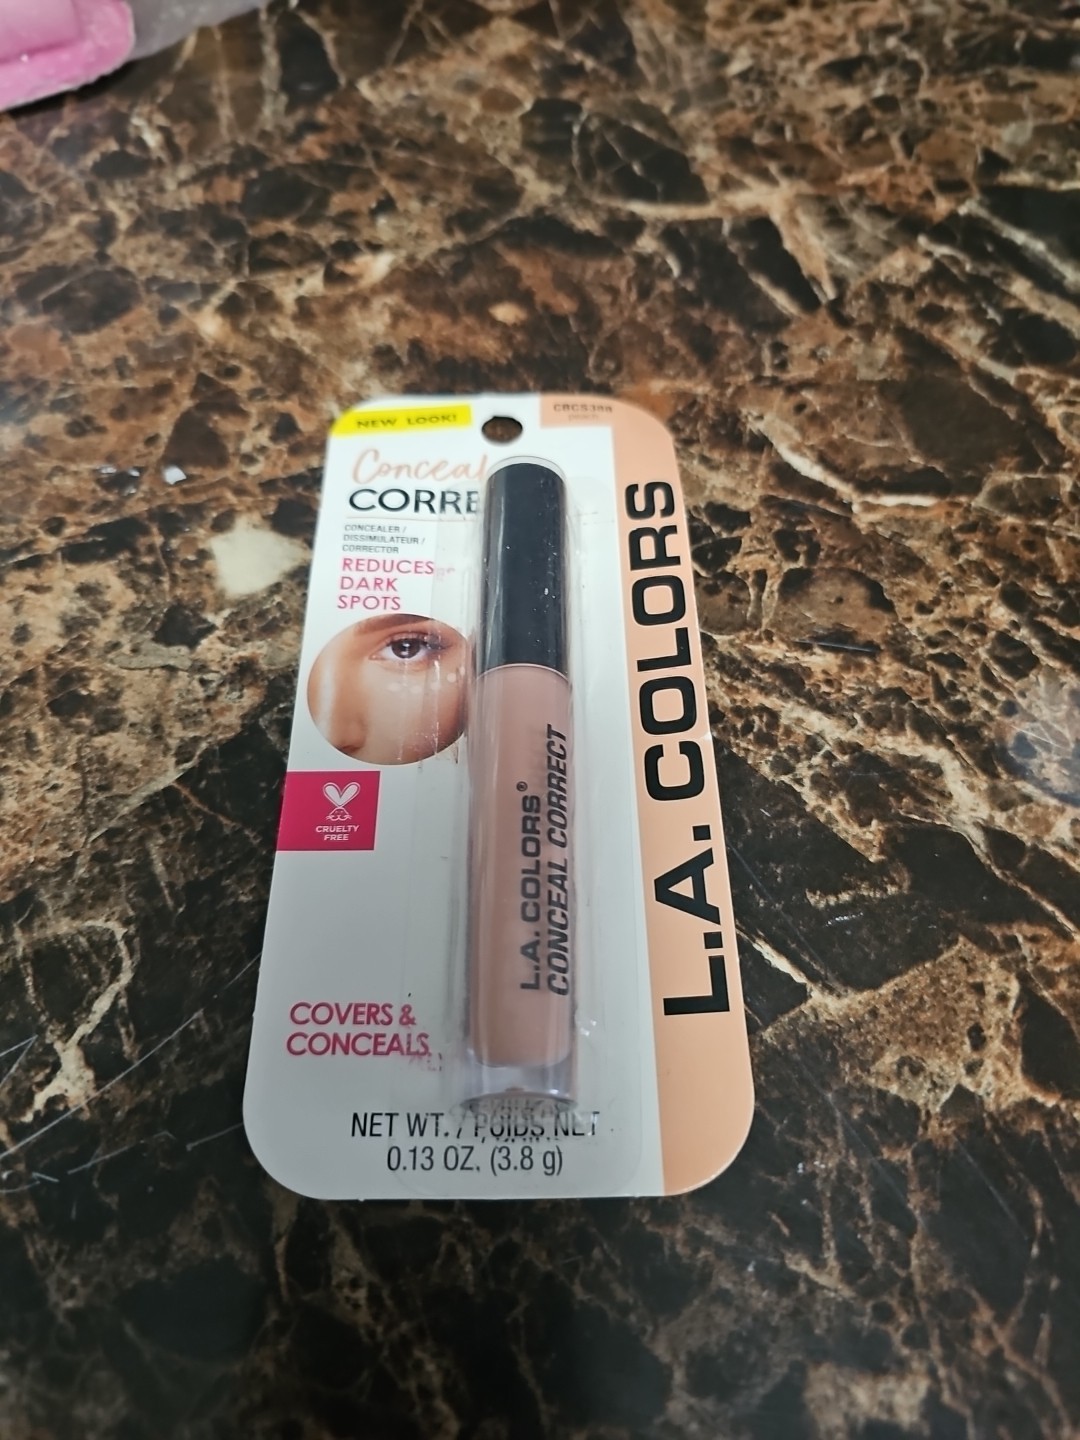 NEW LOOK!
peach
Conceal
CORRE
CONCEALER /
DISSIMULATEUR /
CORRECTOR
REDUCES
DARK
SPOTS
CRUELTY
FREE
L.A. COLORS®
CONCEAL CORRECT
L.A. COLORS
COVERS &
CONCEALS
NET WT. / POIDS NET
0.13 OZ. (3.8 g)